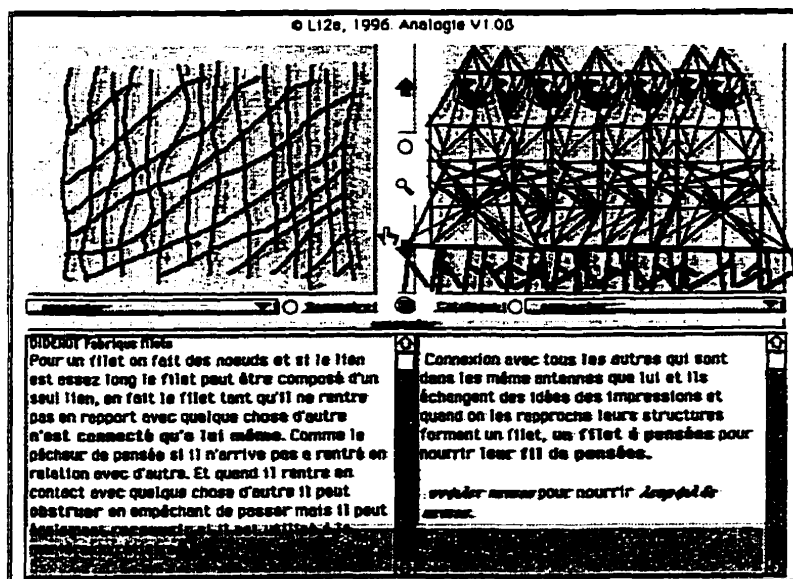 © L12a, 1996. Analogie V1.0ß
DIDEROT Fabrique filets
Pour un filet on fait des noeuds et si le lien
est assez long le filet peut être composé d'un
seul lien, en fait le filet tant qu'il ne rentre
pas en rapport avec quelque chose d'autre
n'est connecté qu'a lui même. Comme le
pêcheur de pensée si il n'arrive pas a rentré en
relation avec d'autre. Et quand il rentre en
contact avec quelque chose d'autre il peut
obstruer en empêchant de passer mais il peut
Connexion avec tous les autres qui sont
dans les même antennes que lui et ils
échangent des idées des impressions et
quand on les rapproche leurs structures
forment un filet, un filet à pensées pour
nourrir leur fil de pensées.
pour nourrir